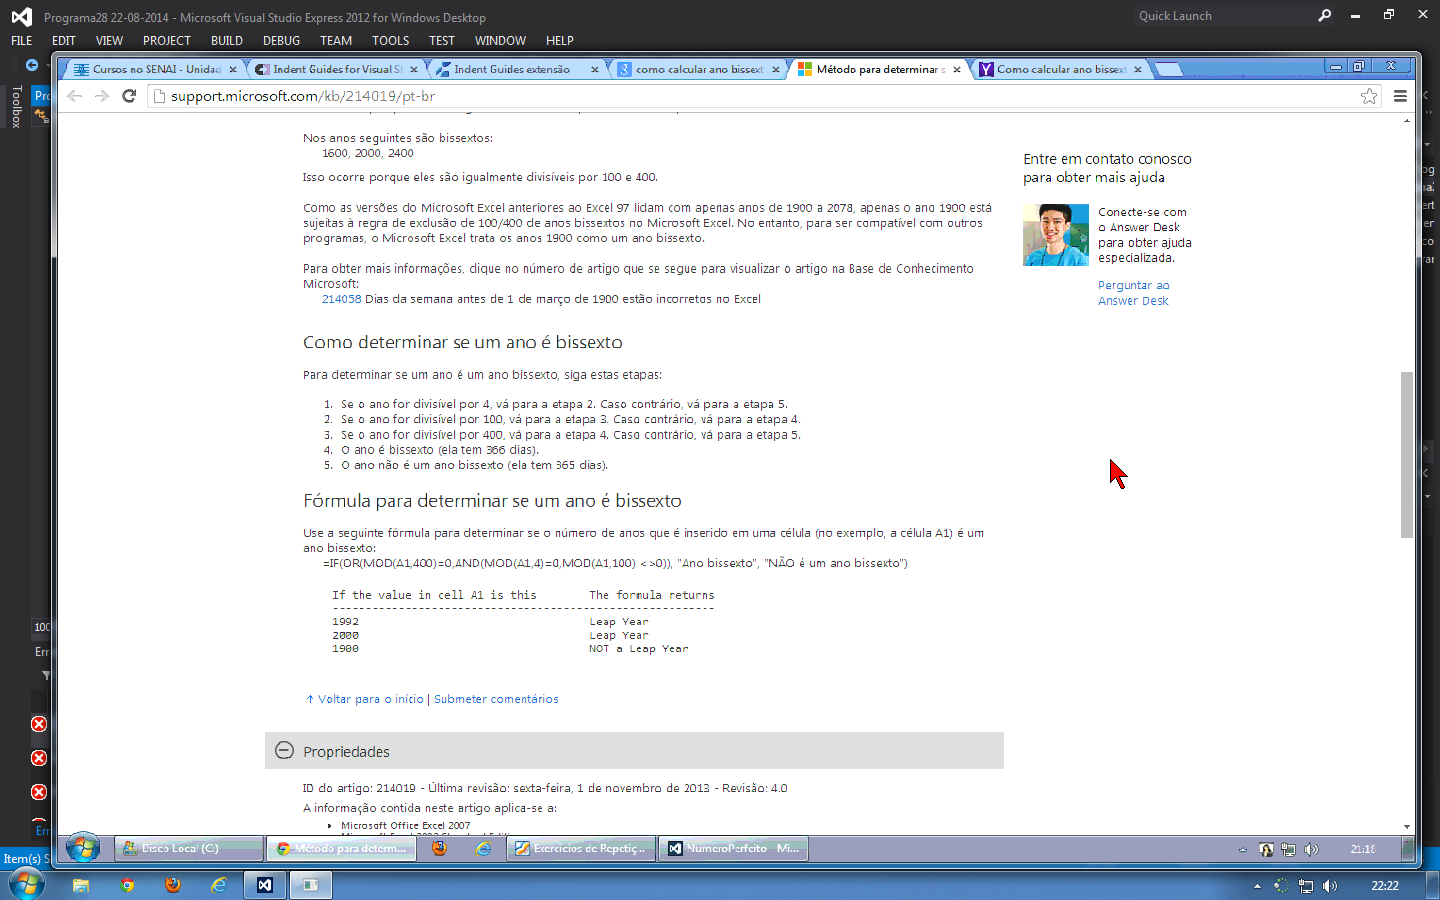 Programa28 22-08-2014 - Microsoft Visual Studio Express 2012 for Windows Desktop
Quick Launch
FILE EDIT VIEW PROJECT BUILD DEBUG TEAM TOOLS TEST WINDOW HELP
Cursos no SENAI - Unidad
Indent Guides for Visual St
Indent Guides extensão
como calcular ano bissext
Método para determinar s
Como calcular ano bissext
Toolbox
support.microsoft.com/kb/214019/pt-br
Nos anos seguintes são bissextos:
1600, 2000, 2400
Isso ocorre porque eles são igualmente divisíveis por 100 e 400.
Como as versões do Microsoft Excel anteriores ao Excel 97 lidam com apenas anos de 1900 a 2078, apenas o ano 1900 está
sujeitas à regra de exclusão de 100/400 de anos bissextos no Microsoft Excel. No entanto, para ser compatível com outros
programas, o Microsoft Excel trata os anos 1900 como um ano bissexto.
Para obter mais informações, clique no número de artigo que se segue para visualizar o artigo na Base de Conhecimento
Microsoft:
214058 Dias da semana antes de 1 de março de 1900 estão incorretas no Excel
Entre em contato conosco
para obter mais ajuda
Conecte-se com
o Answer Desk
para obter ajuda
especializada.
Perguntar ao
Answer Desk
Como determinar se um ano é bissexto
Para determinar se um ano é um ano bissexto, siga estas etapas:
1. Se o ano for divisível por 4, vá para a etapa 2. Caso contrário, vá para a etapa 5.
2. Se o ano for divisível por 100, vá para a etapa 3. Caso contrário, vá para a etapa 4.
3. Se o ano for divisível por 400, vá para a etapa 4. Caso contrário, vá para a etapa 5.
4. O ano é bissexto (ela tem 366 dias).
5. O ano não é um ano bissexto (ela tem 365 dias).
Fórmula para determinar se um ano é bissexto
Use a seguinte fórmula para determinar se o número de anos que é inserido em uma célula (no exemplo, a célula A1) é um
ano bissexto:
=IF(OR(MOD(A1,400)=0,AND(MOD(A1,4)=0,MOD(A1,100) <>0)), "Ano bissexto", "NÃO é um ano bissexto")
If the value in cell A1 is this The formula returns
----------------------------------------------------------
1992 Leap Year
2000 Leap Year
1900 NOT a Leap Year
Voltar para o início | Submeter comentários
Propriedades
ID do artigo: 214019 - Última revisão: sexta-feira, 1 de novembro de 2013 - Revisão: 4.0
A informação contida neste artigo aplica-se a:
• Microsoft Office Excel 2007
100
Err
Disco Local (C:)
Método para determ...
Exercícios de Repetiç...
NumeroPerfeito - Mi...
21:18
Item(s) S
22:22